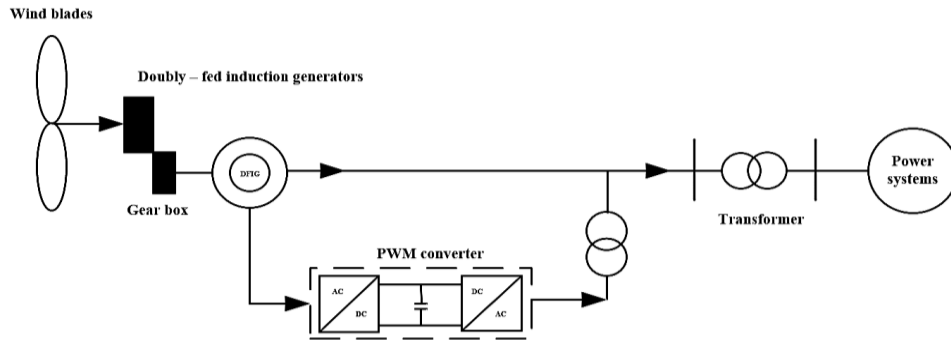 Wind blades
Doubly – fed induction generators
DFIG
Gear box
Power
systems
Transformer
PWM converter
AC
DC
DC
AC